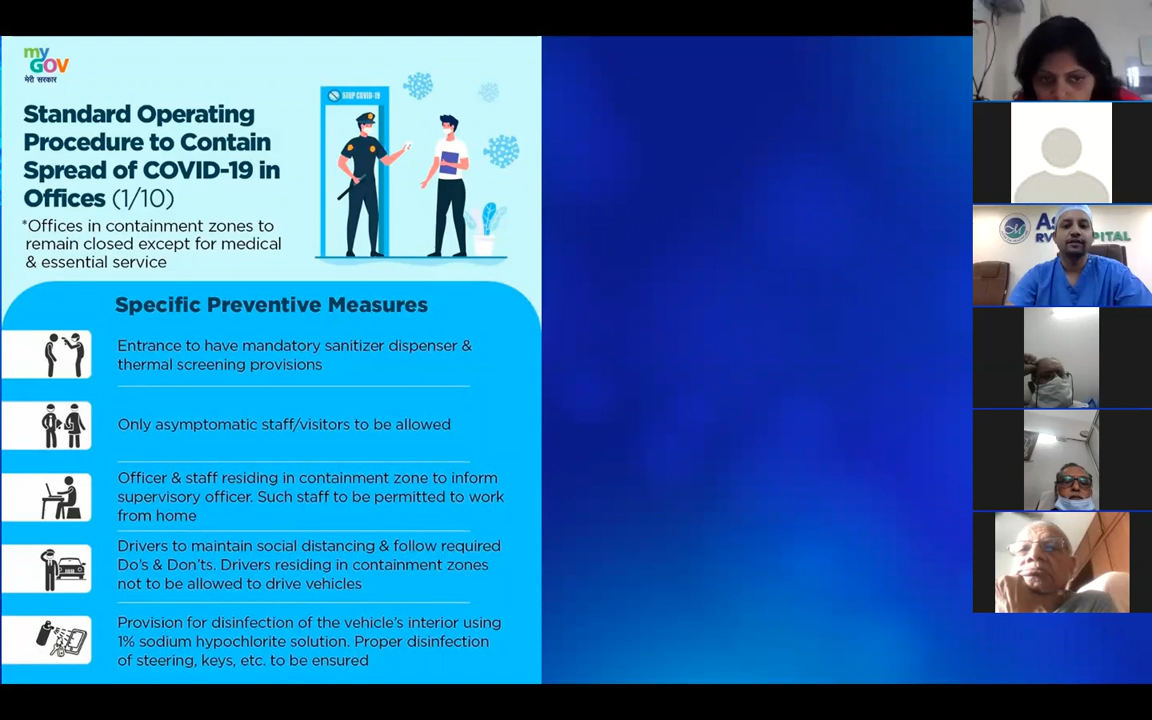 my
GOV
मेरी सरकार
Standard Operating
Procedure to Contain
Spread of COVID-19 in
Offices (1/10)
*Offices in containment zones to
remain closed except for medical
& essential service
STOP COVID-19
Specific Preventive Measures
Entrance to have mandatory sanitizer dispenser &
thermal screening provisions
Only asymptomatic staff/visitors to be allowed
Officer & staff residing in containment zone to inform
supervisory officer. Such staff to be permitted to work
from home
Drivers to maintain social distancing & follow required
Do's & Don'ts. Drivers residing in containment zones
not to be allowed to drive vehicles
Provision for disinfection of the vehicle's interior using
1% sodium hypochlorite solution. Proper disinfection
of steering, keys, etc. to be ensured